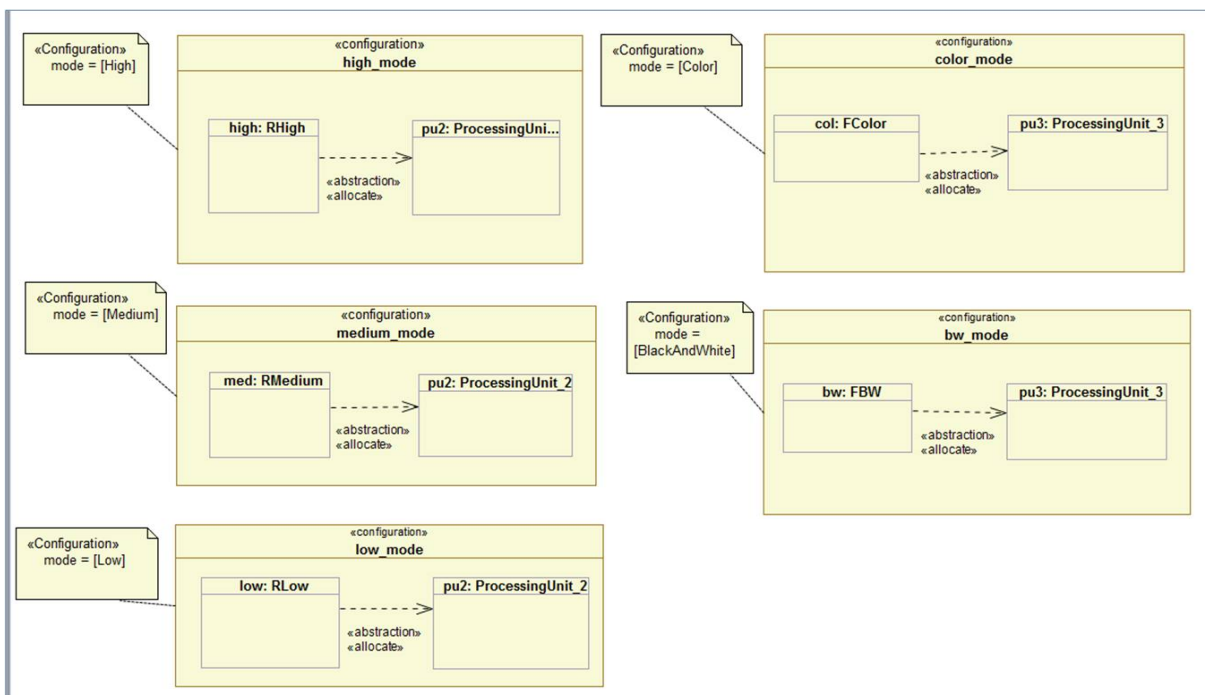 «Configuration»
mode = [High]
«configuration»
high_mode
high: RHigh
pu2: ProcessingUni...
«abstraction»
«allocate»
«Configuration»
mode = [Color]
«configuration»
color_mode
col: FColor
pu3: ProcessingUnit_3
«abstraction»
«allocate»
«Configuration»
mode = [Medium]
«configuration»
medium_mode
med: RMedium
pu2: ProcessingUnit_2
«abstraction»
«allocate»
«Configuration»
mode =
[BlackAndWhite]
«configuration»
bw_mode
bw: FBW
pu3: ProcessingUnit_3
«abstraction»
«allocate»
«Configuration»
mode = [Low]
«configuration»
low_mode
low: RLow
pu2: ProcessingUnit_2
«abstraction»
«allocate»